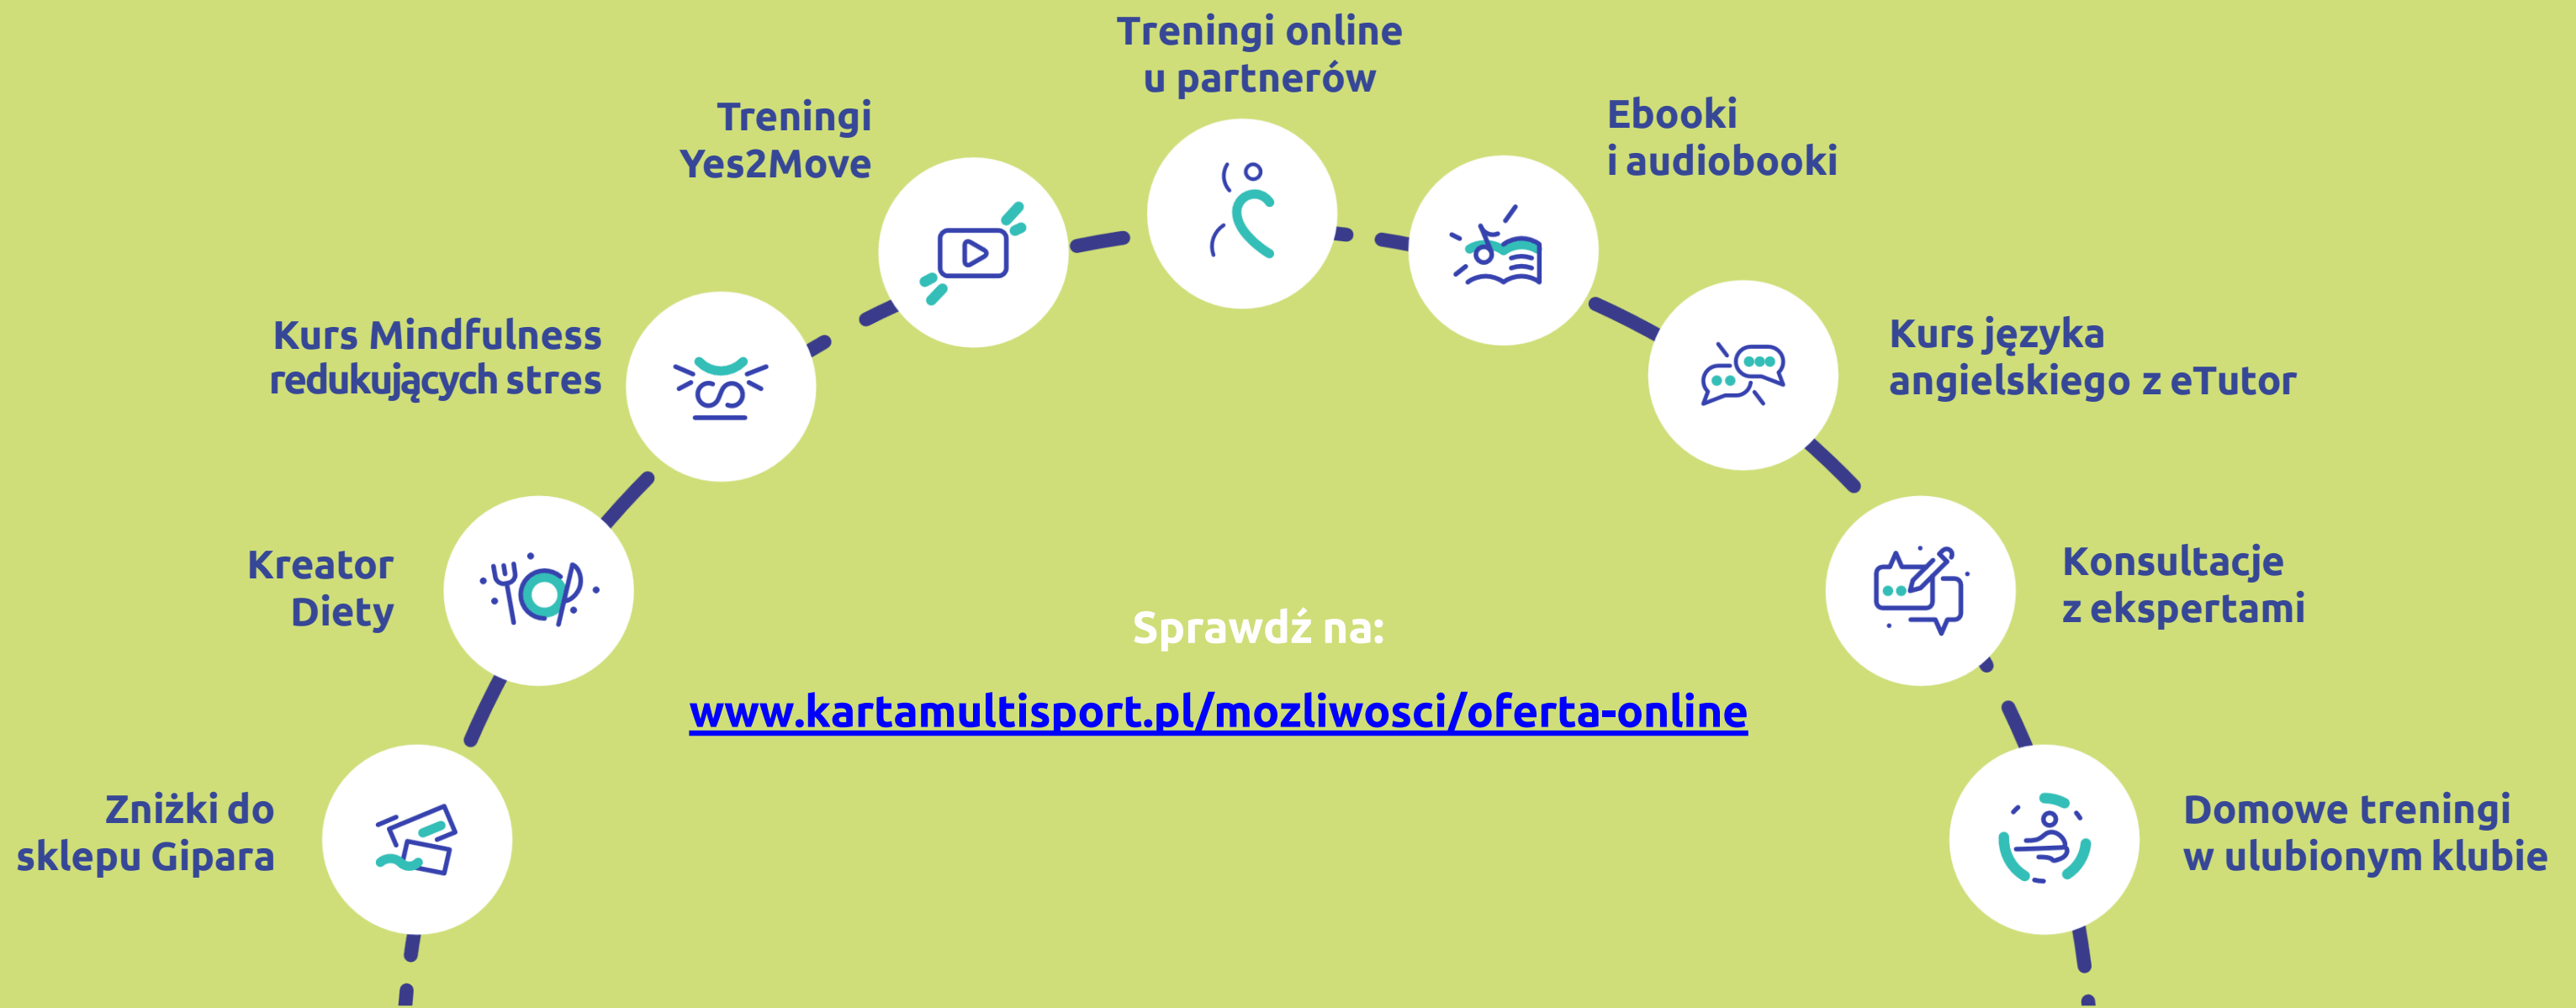 Treningi online
u partnerów
Treningi
Yes2Move
Ebooki
i audiobooki
Kurs Mindfulness
redukujących stres
Kurs języka
angielskiego z eTutor
Kreator
Diety
Konsultacje
z ekspertami
Sprawdź na:
www.kartamultisport.pl/mozliwosci/oferta-online
Zniżki do
sklepu Gipara
Domowe treningi
w ulubionym klubie